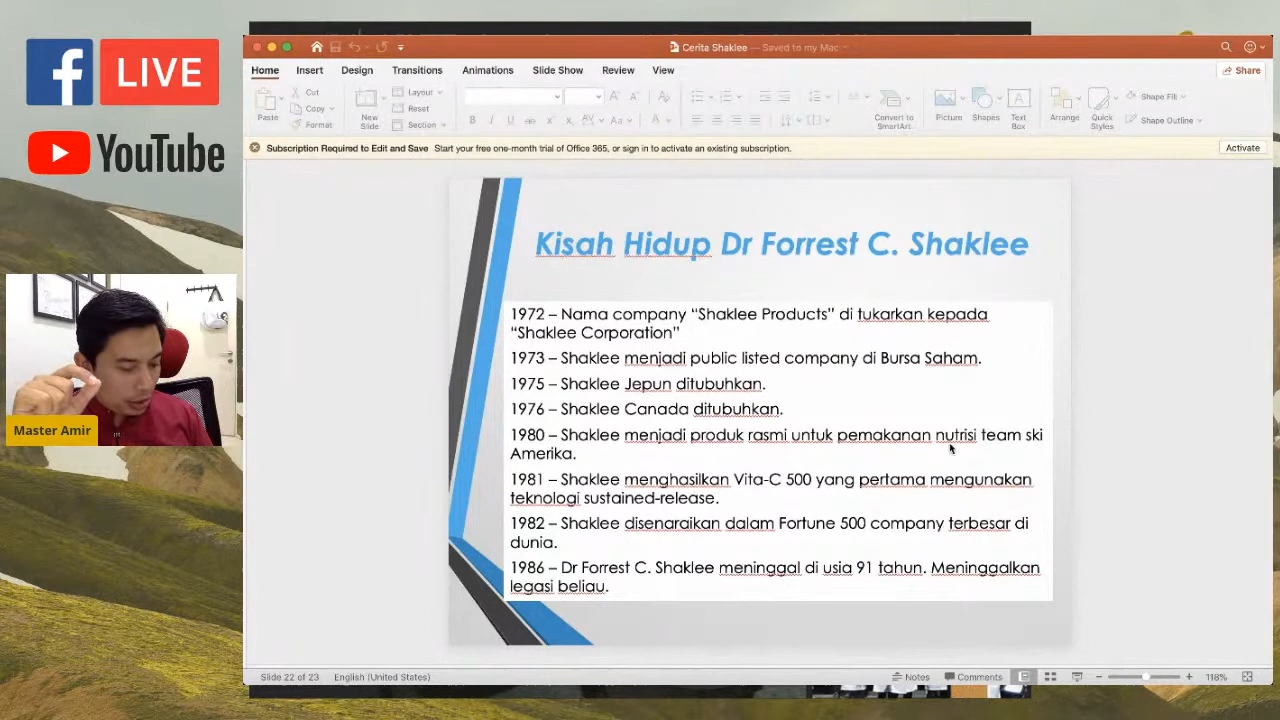 LIVE
YouTube
Master Amir
Cerita Shaklee — Saved to my Mac
Home Insert Design Transitions Animations Slide Show Review View Share
Paste Cut Copy Format New Slide Layout Reset Section Convert to SmartArt Picture Shapes Text Box Arrange Quick Styles Shape Fill Shape Outline
Subscription Required to Edit and Save Start your free one-month trial of Office 365, or sign in to activate an existing subscription. Activate
Kisah Hidup Dr Forrest C. Shaklee
1972 – Nama company “Shaklee Products” di tukarkan kepada
“Shaklee Corporation”
1973 – Shaklee menjadi public listed company di Bursa Saham.
1975 – Shaklee Jepun ditubuhkan.
1976 – Shaklee Canada ditubuhkan.
1980 – Shaklee menjadi produk rasmi untuk pemakanan nutrisi team ski
Amerika.
1981 – Shaklee menghasilkan Vita-C 500 yang pertama mengunakan
teknologi sustained-release.
1982 – Shaklee disenaraikan dalam Fortune 500 company terbesar di
dunia.
1986 – Dr Forrest C. Shaklee meninggal di usia 91 tahun. Meninggalkan
legasi beliau.
Slide 22 of 23 English (United States) Notes Comments 118%